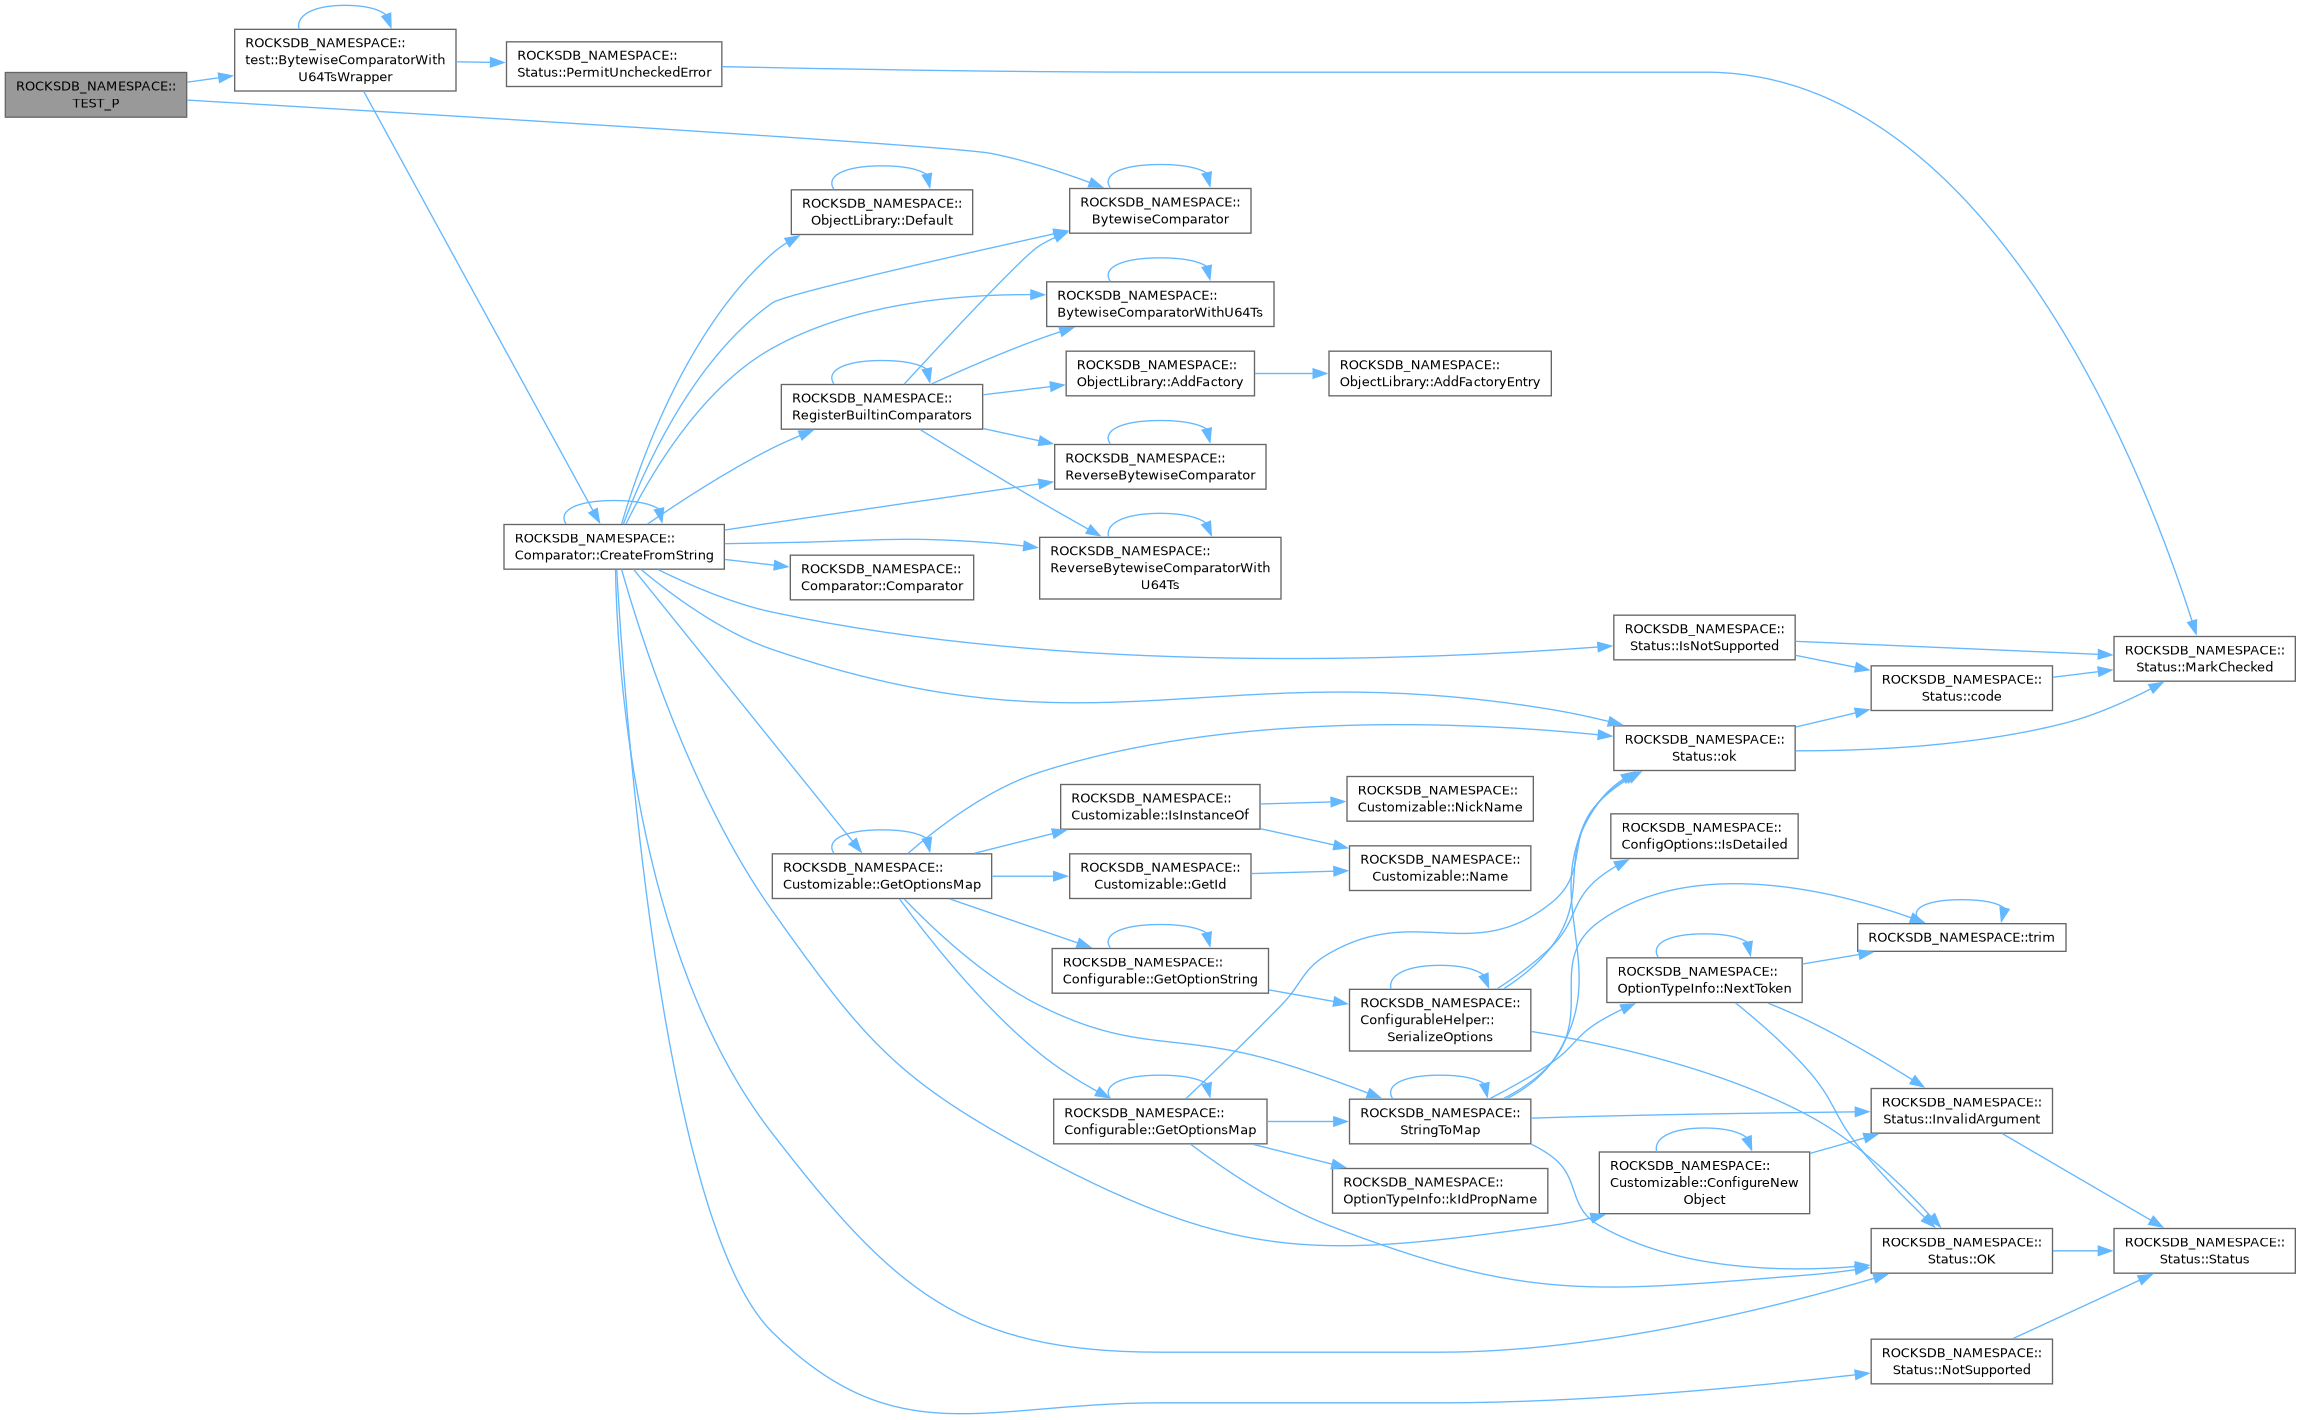 ROCKSDB_NAMESPACE::
TEST_P
ROCKSDB_NAMESPACE::
test::BytewiseComparatorWith
U64TsWrapper
ROCKSDB_NAMESPACE::
Status::PermitUncheckedError
ROCKSDB_NAMESPACE::
ObjectLibrary::Default
ROCKSDB_NAMESPACE::
BytewiseComparator
ROCKSDB_NAMESPACE::
BytewiseComparatorWithU64Ts
ROCKSDB_NAMESPACE::
RegisterBuiltinComparators
ROCKSDB_NAMESPACE::
ObjectLibrary::AddFactory
ROCKSDB_NAMESPACE::
ObjectLibrary::AddFactoryEntry
ROCKSDB_NAMESPACE::
ReverseBytewiseComparator
ROCKSDB_NAMESPACE::
Comparator::CreateFromString
ROCKSDB_NAMESPACE::
ReverseBytewiseComparatorWith
U64Ts
ROCKSDB_NAMESPACE::
Comparator::Comparator
ROCKSDB_NAMESPACE::
Status::IsNotSupported
ROCKSDB_NAMESPACE::
Status::MarkChecked
ROCKSDB_NAMESPACE::
Status::code
ROCKSDB_NAMESPACE::
Status::ok
ROCKSDB_NAMESPACE::
Customizable::IsInstanceOf
ROCKSDB_NAMESPACE::
Customizable::NickName
ROCKSDB_NAMESPACE::
ConfigOptions::IsDetailed
ROCKSDB_NAMESPACE::
Customizable::GetOptionsMap
ROCKSDB_NAMESPACE::
Customizable::GetId
ROCKSDB_NAMESPACE::
Customizable::Name
ROCKSDB_NAMESPACE::trim
ROCKSDB_NAMESPACE::
Configurable::GetOptionString
ROCKSDB_NAMESPACE::
OptionTypeInfo::NextToken
ROCKSDB_NAMESPACE::
ConfigurableHelper::
SerializeOptions
ROCKSDB_NAMESPACE::
Configurable::GetOptionsMap
ROCKSDB_NAMESPACE::
StringToMap
ROCKSDB_NAMESPACE::
Status::InvalidArgument
ROCKSDB_NAMESPACE::
OptionTypeInfo::kIdPropName
ROCKSDB_NAMESPACE::
Customizable::ConfigureNew
Object
ROCKSDB_NAMESPACE::
Status::OK
ROCKSDB_NAMESPACE::
Status::Status
ROCKSDB_NAMESPACE::
Status::NotSupported